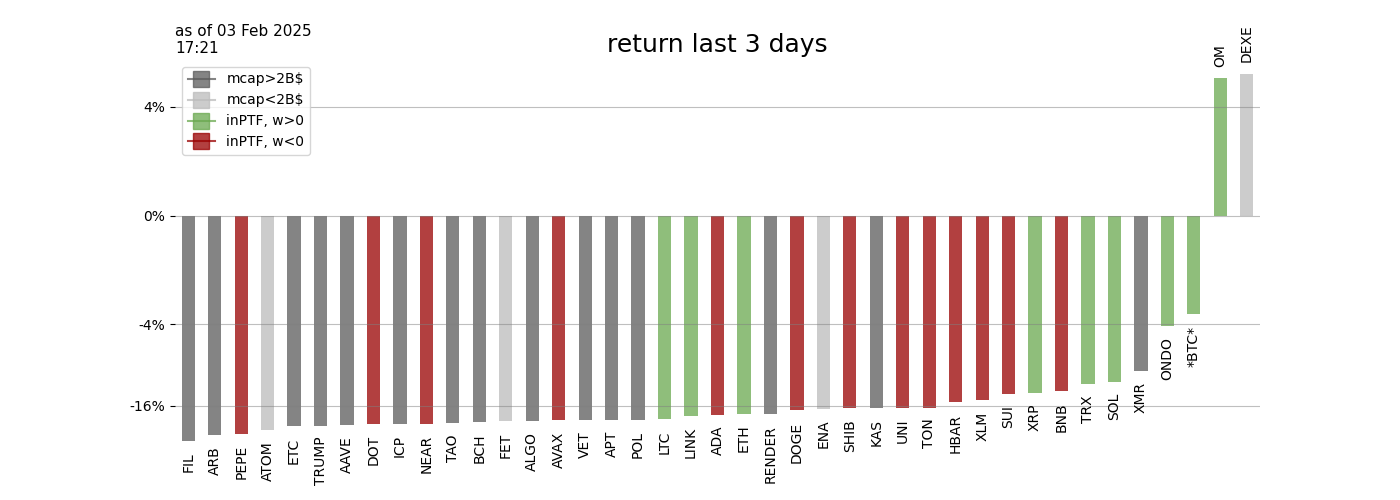 as of 03 Feb 2025
17:21
return last 3 days
mcap>2B$
mcap<2B$
inPTF, w>0
inPTF, w<0
4%
0%
-4%
-16%
FIL
ARB
PEPE
ATOM
ETC
TRUMP
AAVE
DOT
ICP
NEAR
TAO
BCH
FET
ALGO
AVAX
VET
APT
POL
LTC
LINK
ADA
ETH
RENDER
DOGE
ENA
SHIB
KAS
UNI
TON
HBAR
XLM
SUI
XRP
BNB
TRX
SOL
XMR
ONDO
*BTC*
OM
DEXE